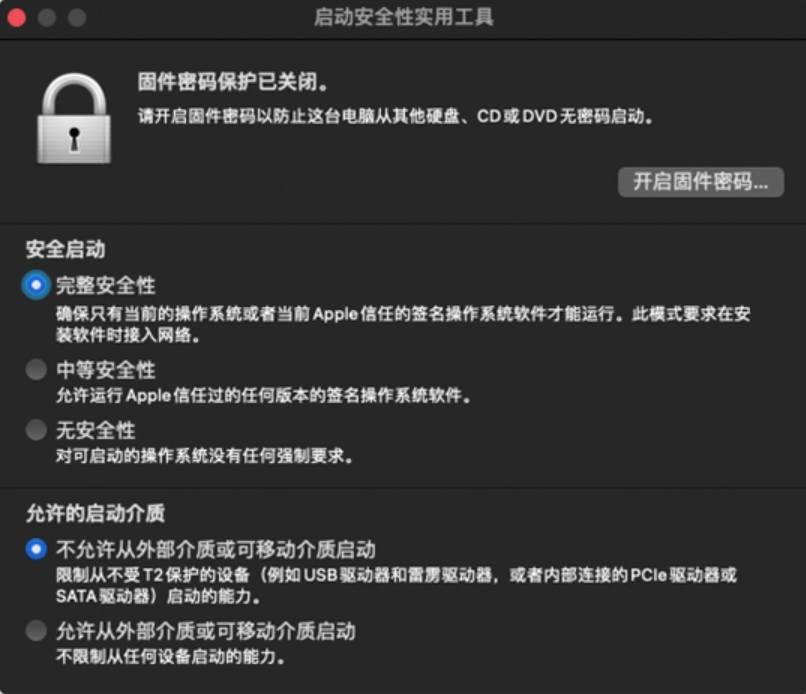 启动安全性实用工具
固件密码保护已关闭。
请开启固件密码以防止这台电脑从其他硬盘、CD或DVD无密码启动。
开启固件密码...
安全启动
完整安全性
确保只有当前的操作系统或者当前Apple信任的签名操作系统软件才能运行。此模式要求在安
装软件时接入网络。
中等安全性
允许运行Apple信任过的任何版本的签名操作系统软件。
无安全性
对可启动的操作系统没有任何强制要求。
允许的启动介质
不允许从外部介质或可移动介质启动
限制从不受T2保护的设备（例如USB驱动器和雷雳驱动器，或者内部连接的PCIe驱动器或
SATA驱动器）启动的能力。
允许从外部介质或可移动介质启动
不限制从任何设备启动的能力。